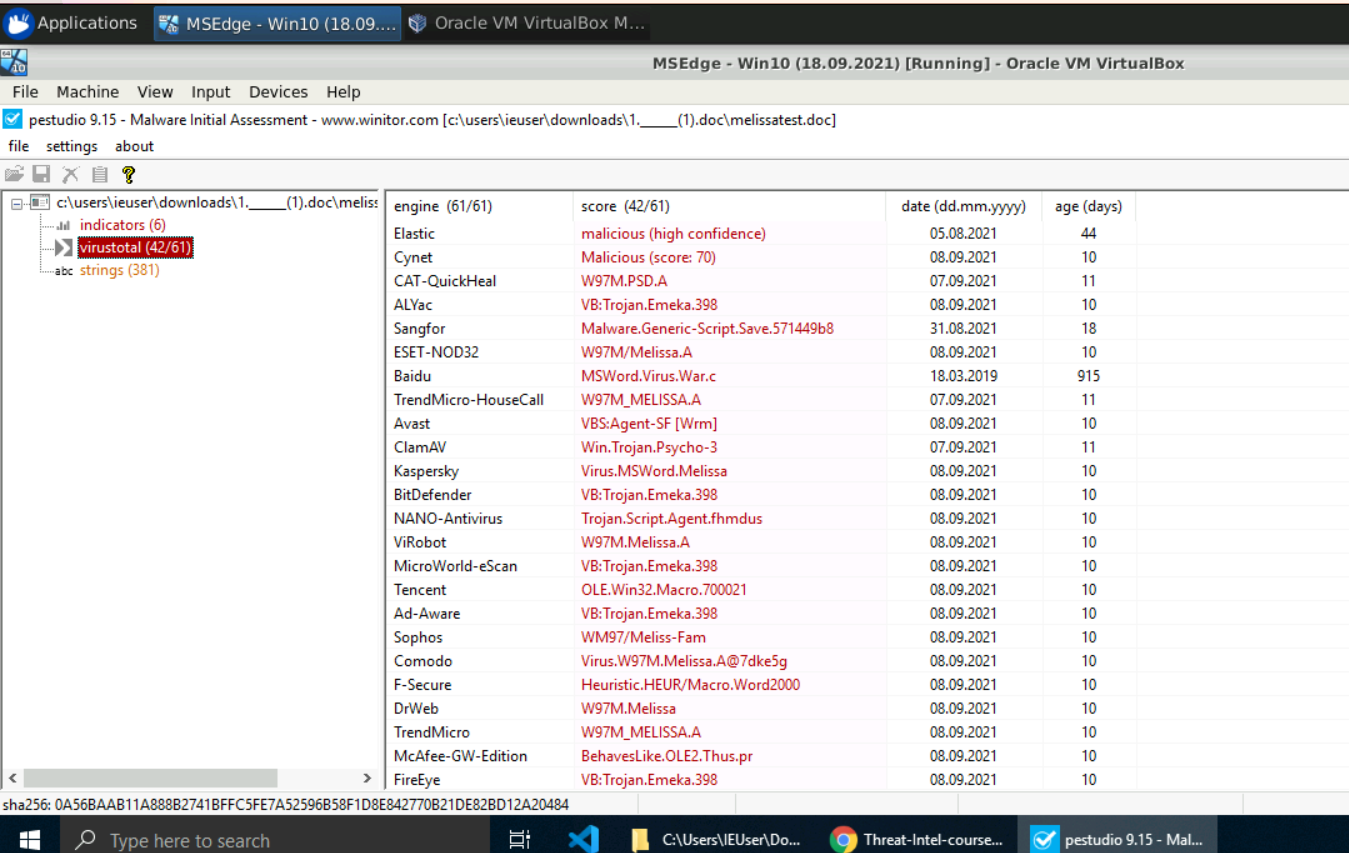 Applications MSEdge - Win10 (18.09.... Oracle VM VirtualBox M...
MSEdge - Win10 (18.09.2021) [Running] - Oracle VM VirtualBox
File Machine View Input Devices Help
pestudio 9.15 - Malware Initial Assessment - www.winitor.com [c:\users\ieuser\downloads\1._____(1).doc\melissatest.doc]
file settings about
c:\users\ieuser\downloads\1._____(1).doc\meliss
indicators (6)
virustotal (42/61)
abc strings (381)
engine (61/61) score (42/61) date (dd.mm.yyyy) age (days)
Elastic malicious (high confidence) 05.08.2021 44
Cynet Malicious (score: 70) 08.09.2021 10
CAT-QuickHeal W97M.PSD.A 07.09.2021 11
ALYac VB:Trojan.Emeka.398 08.09.2021 10
Sangfor Malware.Generic-Script.Save.571449b8 31.08.2021 18
ESET-NOD32 W97M/Melissa.A 08.09.2021 10
Baidu MSWord.Virus.War.c 18.03.2019 915
TrendMicro-HouseCall W97M_MELISSA.A 07.09.2021 11
Avast VBS:Agent-SF [Wrm] 08.09.2021 10
ClamAV Win.Trojan.Psycho-3 07.09.2021 11
Kaspersky Virus.MSWord.Melissa 08.09.2021 10
BitDefender VB:Trojan.Emeka.398 08.09.2021 10
NANO-Antivirus Trojan.Script.Agent.fhmdus 08.09.2021 10
ViRobot W97M.Melissa.A 08.09.2021 10
MicroWorld-eScan VB:Trojan.Emeka.398 08.09.2021 10
Tencent OLE.Win32.Macro.700021 08.09.2021 10
Ad-Aware VB:Trojan.Emeka.398 08.09.2021 10
Sophos WM97/Meliss-Fam 08.09.2021 10
Comodo Virus.W97M.Melissa.A@7dke5g 08.09.2021 10
F-Secure Heuristic.HEUR/Macro.Word2000 08.09.2021 10
DrWeb W97M.Melissa 08.09.2021 10
TrendMicro W97M_MELISSA.A 08.09.2021 10
McAfee-GW-Edition BehavesLike.OLE2.Thus.pr 08.09.2021 10
FireEye VB:Trojan.Emeka.398 08.09.2021 10
sha256: 0A56BAAB11A888B2741BFFC5FE7A52596B58F1D8E842770B21DE82BD12A20484
Type here to search C:\Users\IEUser\Do... Threat-Intel-course... pestudio 9.15 - Mal...